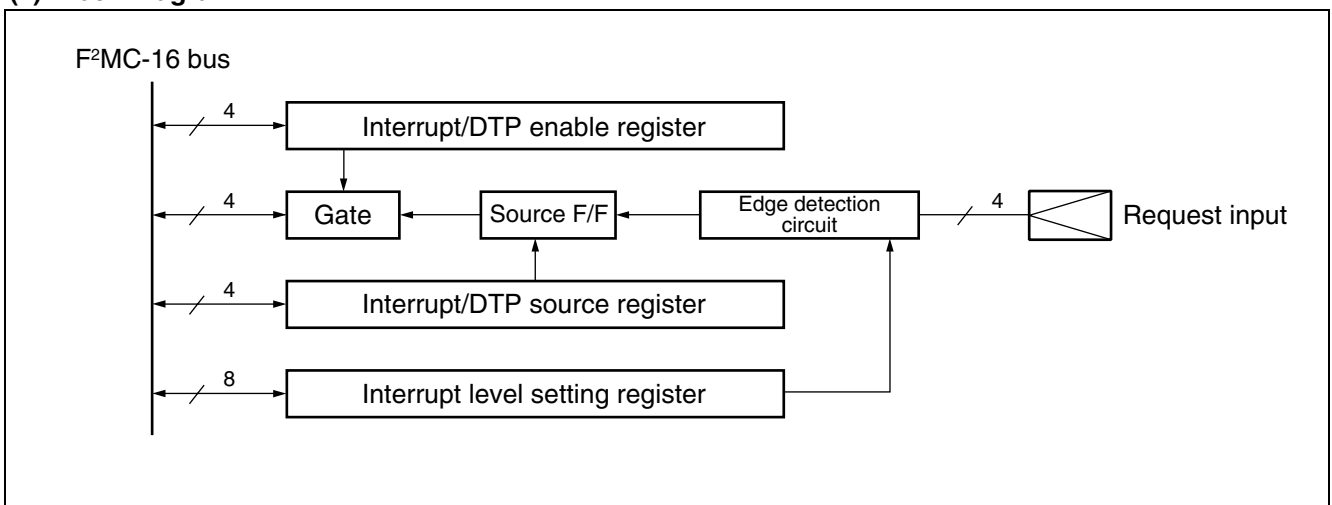 F²MC-16 bus
4
Interrupt/DTP enable register
4
Gate
Source F/F
Edge detection
circuit
4
Request input
4
Interrupt/DTP source register
8
Interrupt level setting register